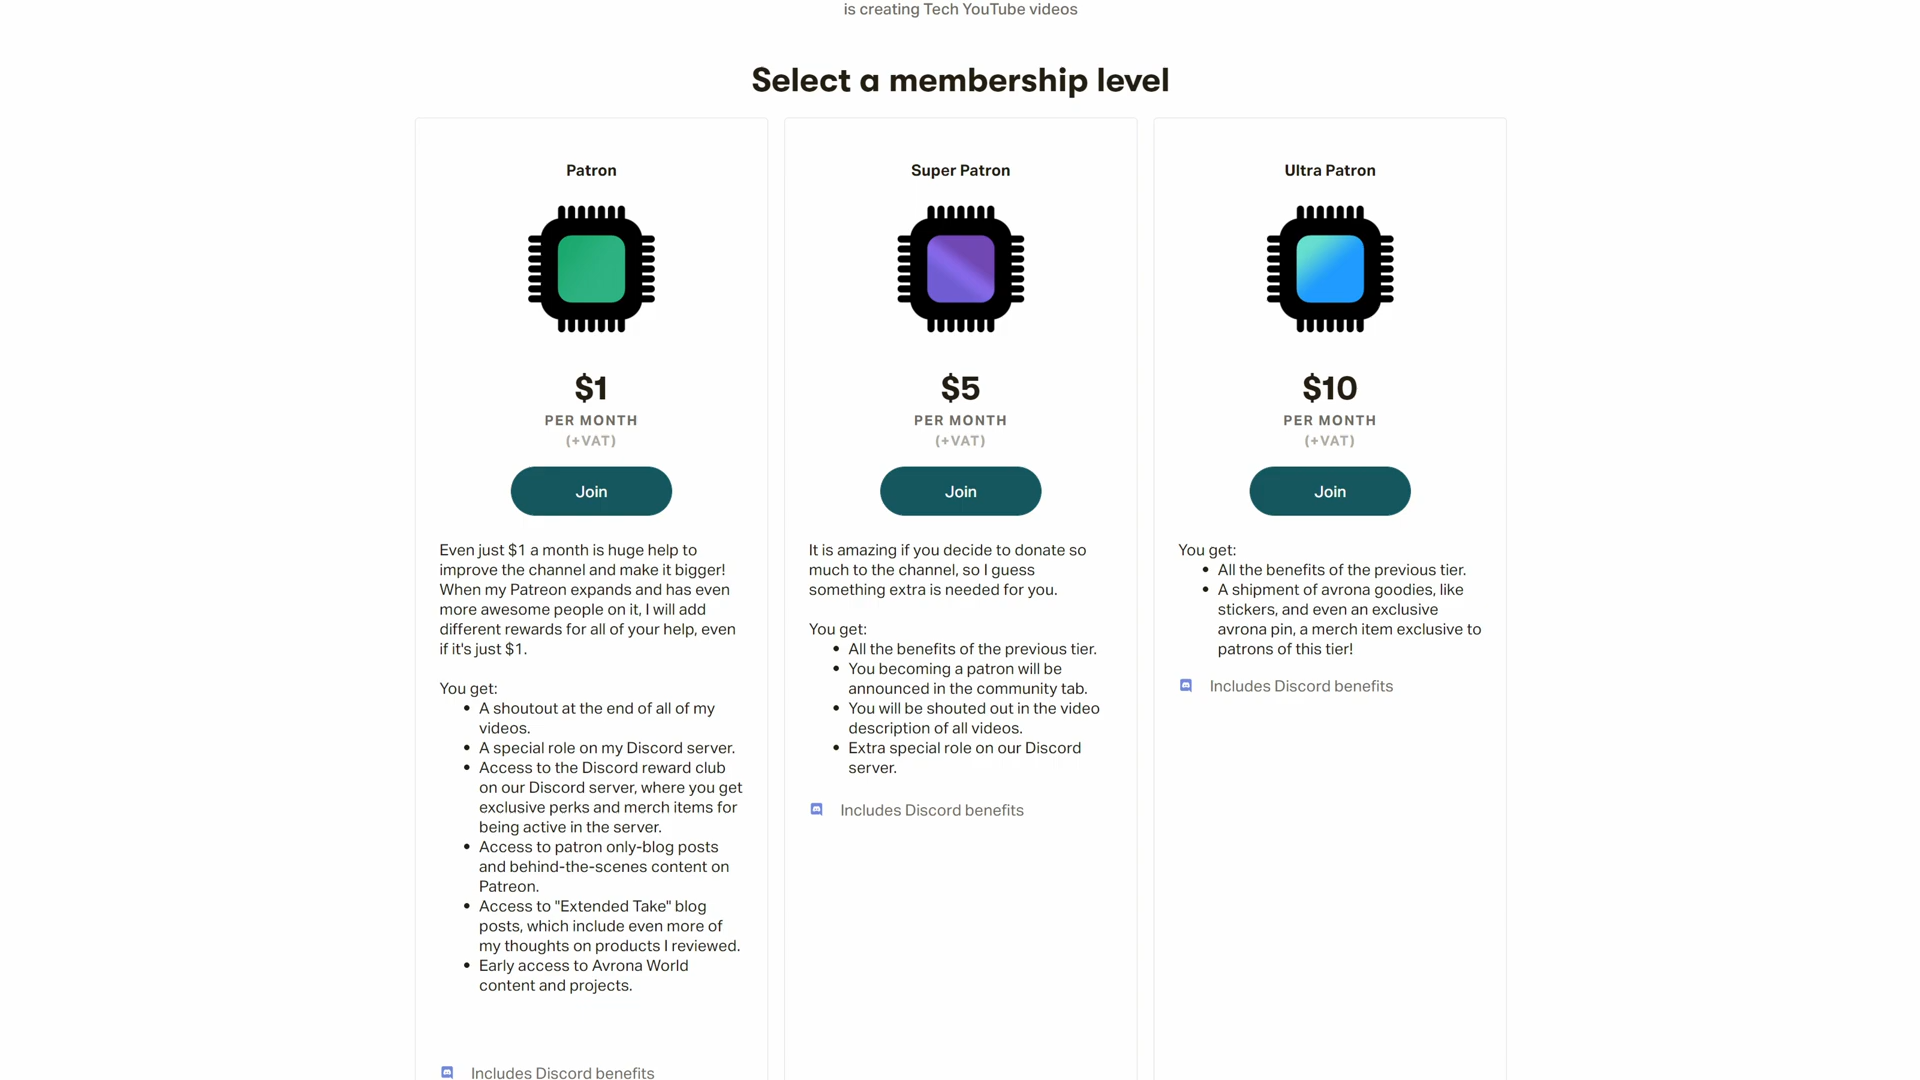 is creating Tech YouTube videos
Select a membership level
Patron
$1
PER MONTH
(+VAT)
Join
Even just $1 a month is huge help to
improve the channel and make it bigger!
When my Patreon expands and has even
more awesome people on it, I will add
different rewards for all of your help, even
if it's just $1.
You get:
• A shoutout at the end of all of my
videos.
• A special role on my Discord server.
• Access to the Discord reward club
on our Discord server, where you get
exclusive perks and merch items for
being active in the server.
• Access to patron only-blog posts
and behind-the-scenes content on
Patreon.
• Access to "Extended Take" blog
posts, which include even more of
my thoughts on products I reviewed.
• Early access to Avrona World
content and projects.
Includes Discord benefits
Super Patron
$5
PER MONTH
(+VAT)
Join
It is amazing if you decide to donate so
much to the channel, so I guess
something extra is needed for you.
You get:
• All the benefits of the previous tier.
• You becoming a patron will be
announced in the community tab.
• You will be shouted out in the video
description of all videos.
• Extra special role on our Discord
server.
Includes Discord benefits
Ultra Patron
$10
PER MONTH
(+VAT)
Join
You get:
• All the benefits of the previous tier.
• A shipment of avrona goodies, like
stickers, and even an exclusive
avrona pin, a merch item exclusive to
patrons of this tier!
Includes Discord benefits